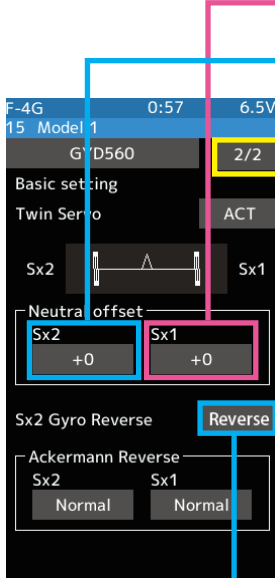 F-4G 0:57 6.5V
15 Model 1
GYD560 2/2
Basic setting
Twin Servo ACT
Sx2 Sx1
Neutral offset
Sx2 Sx1
+0 +0
Sx2 Gyro Reverse Reverse
Ackermann Reverse
Sx2 Sx1
Normal Normal